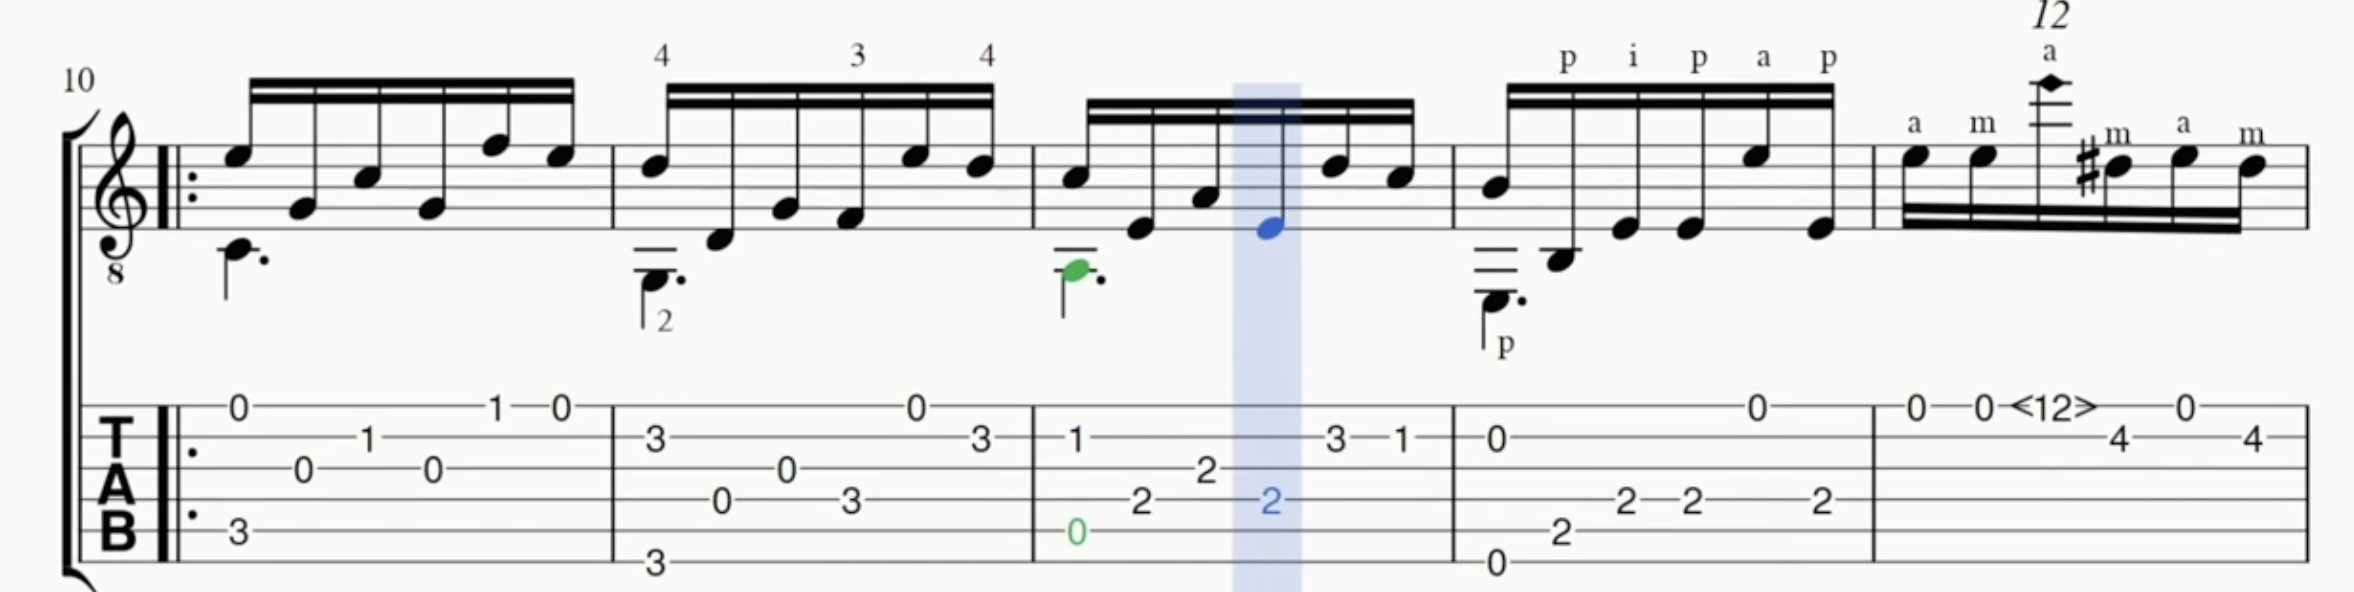 12
4 3 4 p i p a p a
10
a m m a m
8
2
p
0 1 0 0 0
T 1 3 3 1 3 1 0 4 4
A 0 0 0 2
0 3 2 2 2 2 2
B 3 0 2
3 0
0 0 <12> 0